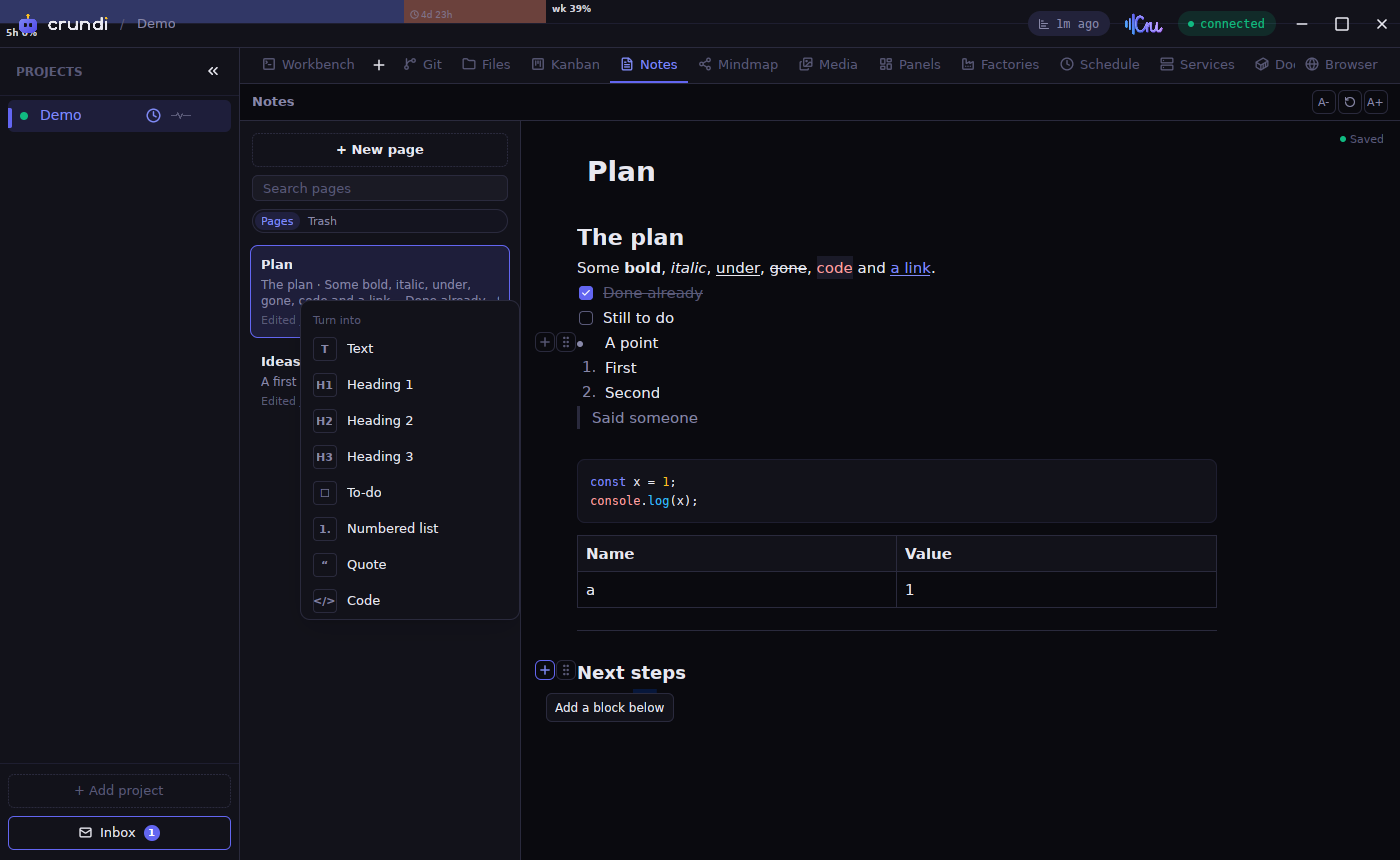 4d 23h
wk 39%
crundi / Demo
1m ago
Cru
connected
PROJECTS
Demo
+ Add project
Inbox 1
Workbench
Git
Files
Kanban
Notes
Mindmap
Media
Panels
Factories
Schedule
Services
Browser
Notes
A-
A+
+ New page
Search pages
Pages
Trash
Plan
The plan · Some bold, italic, under,
Edited
Ideas
A first
Edited
Turn into
T Text
H1 Heading 1
H2 Heading 2
H3 Heading 3
To-do
1. Numbered list
“ Quote
</> Code
Saved
Plan
The plan
Some bold, italic, under, gone, code and a link.
Done already
Still to do
A point
1. First
2. Second
Said someone
const x = 1;
console.log(x);
Name Value
a 1
Next steps
Add a block below